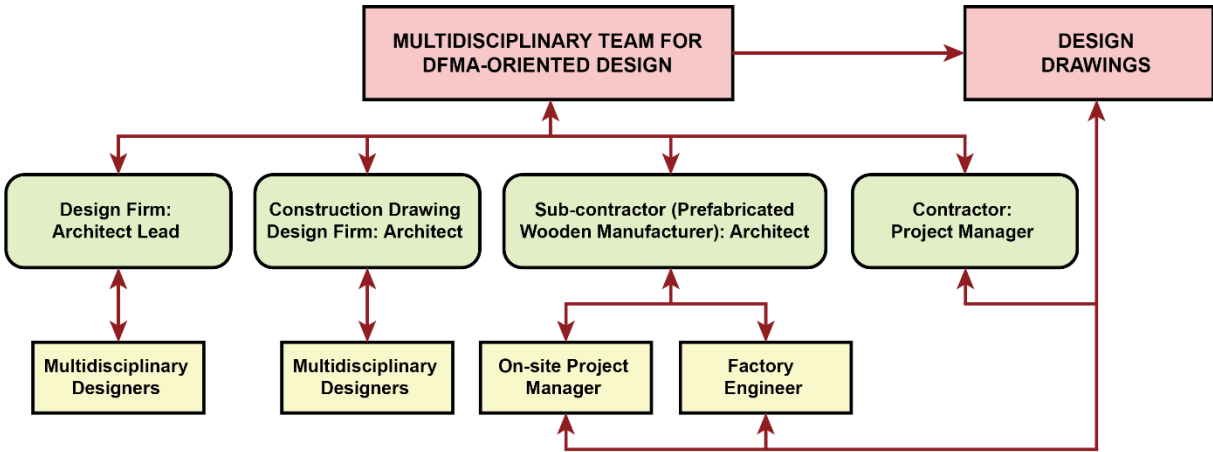 MULTIDISCIPLINARY TEAM FOR
DFMA-ORIENTED DESIGN
DESIGN
DRAWINGS
Design Firm:
Architect Lead
Construction Drawing
Design Firm: Architect
Sub-contractor (Prefabricated
Wooden Manufacturer): Architect
Contractor:
Project Manager
Multidisciplinary
Designers
Multidisciplinary
Designers
On-site Project
Manager
Factory
Engineer